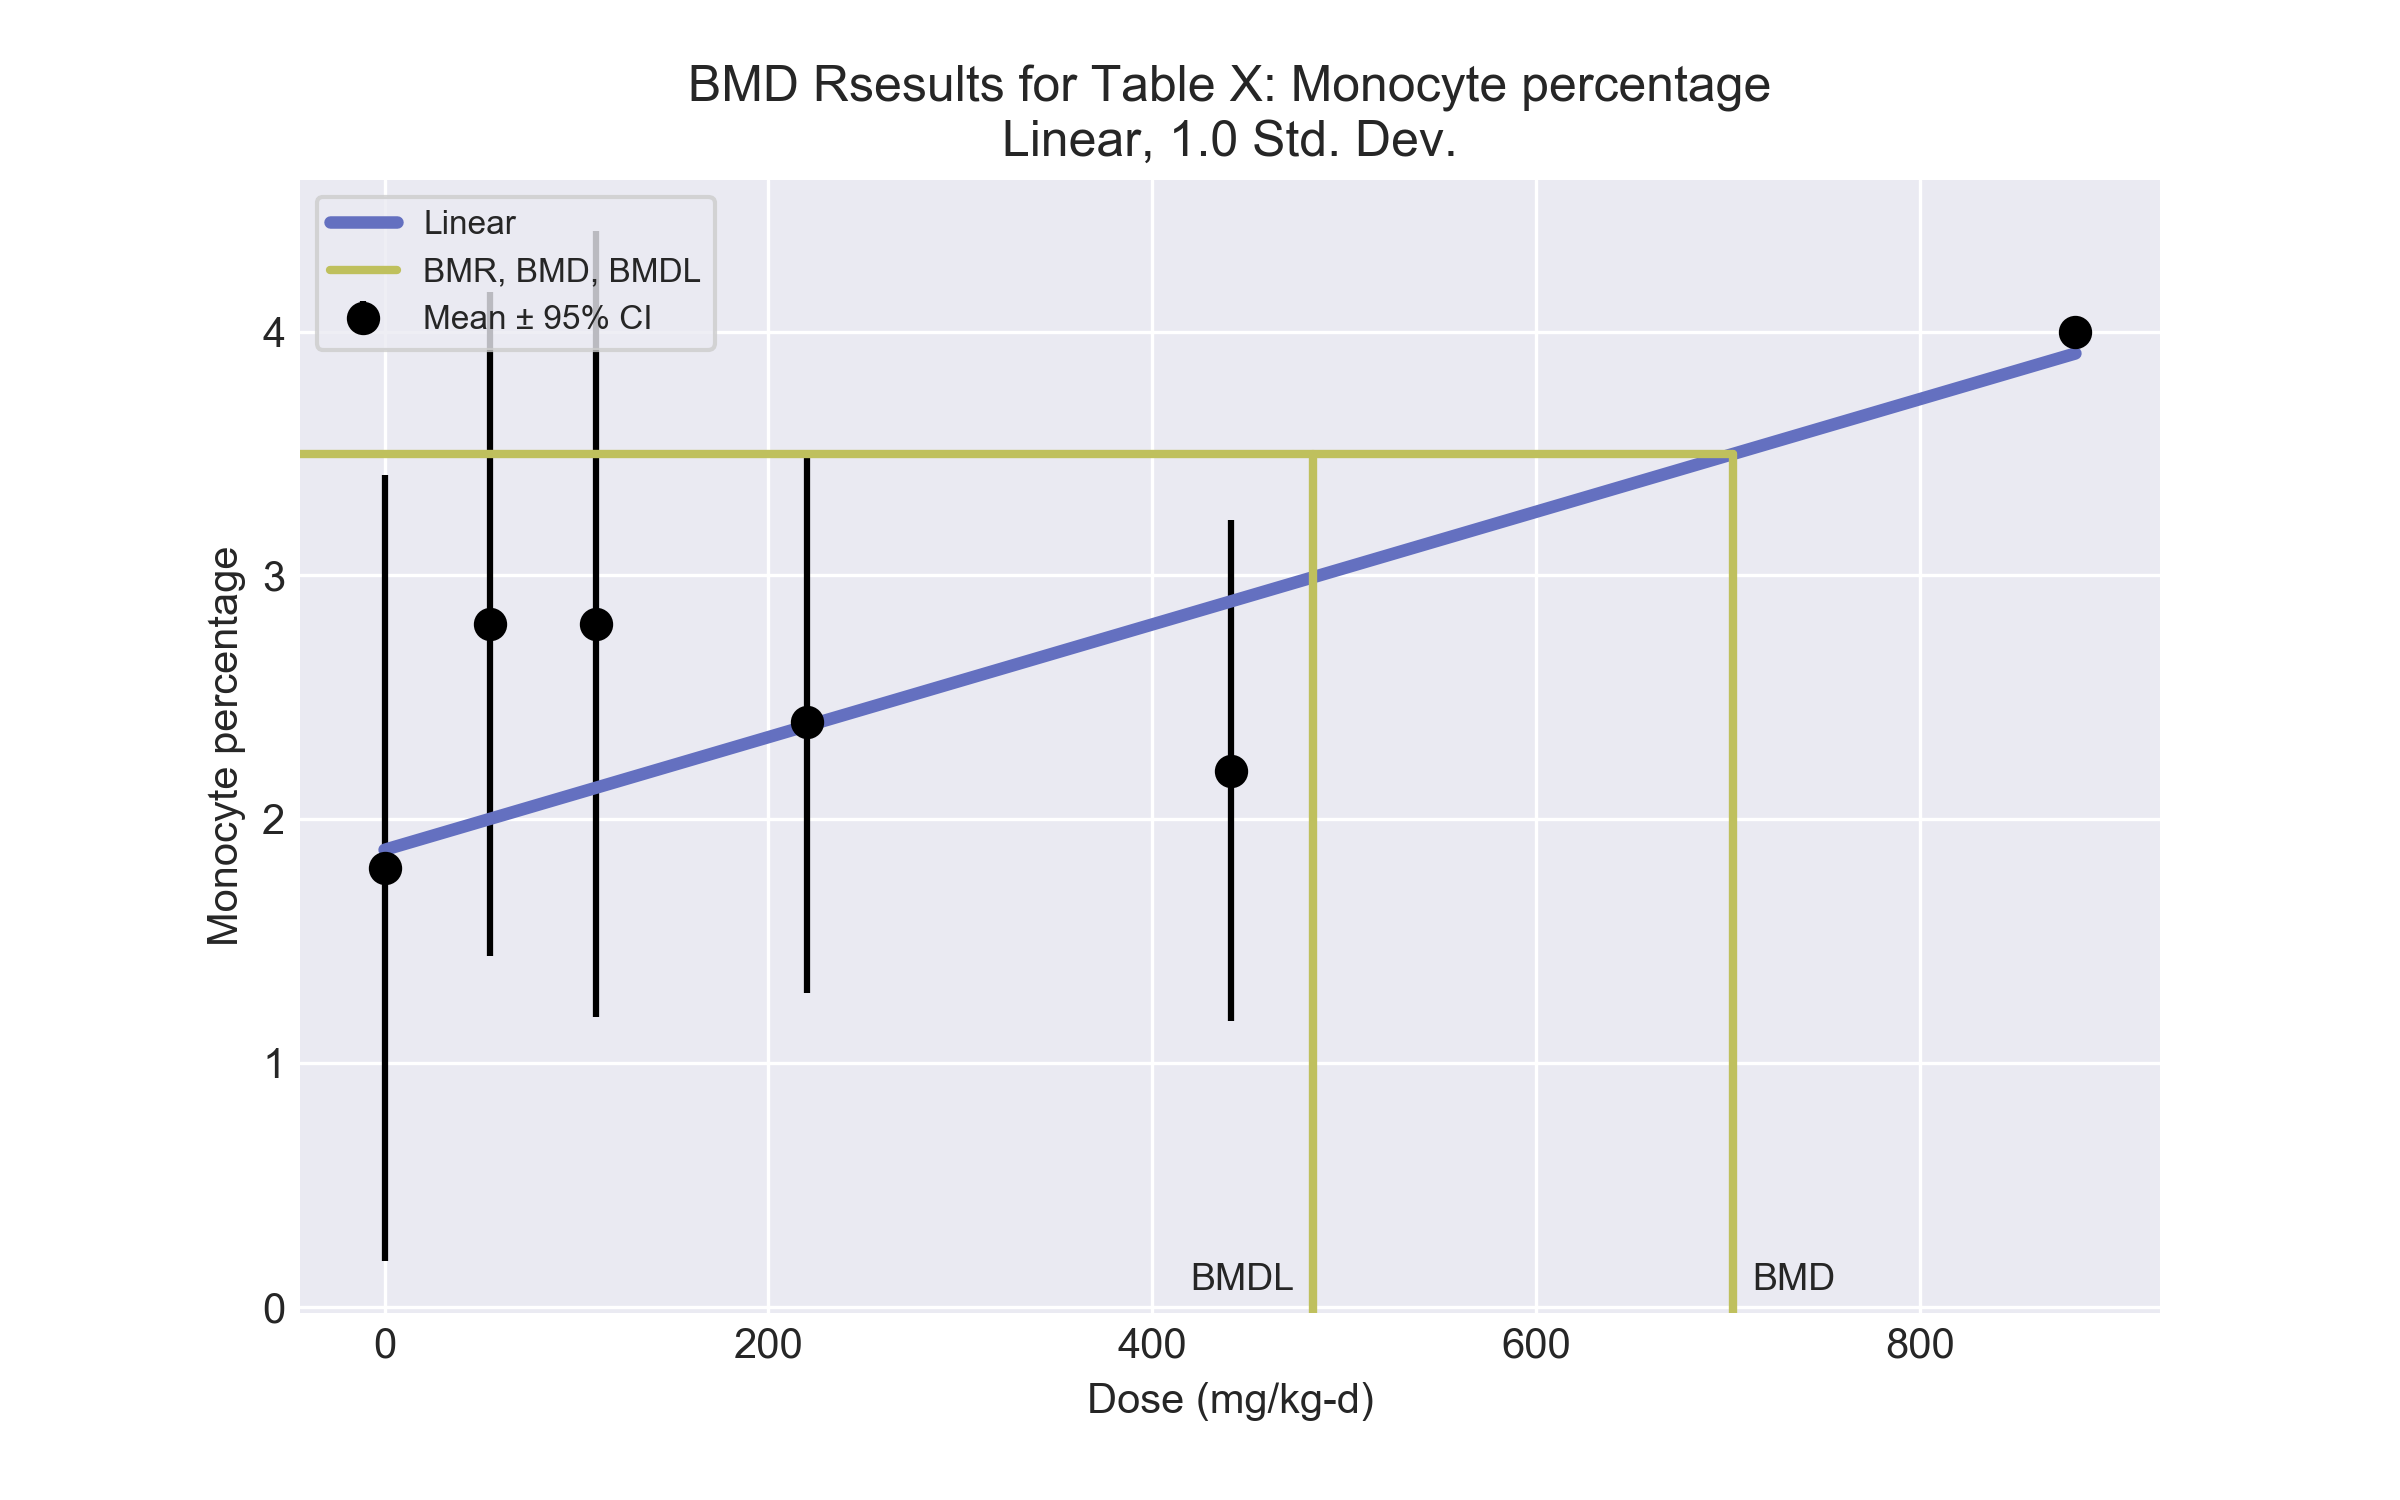 BMD Rsesults for Table X: Monocyte percentage
Linear, 1.0 Std. Dev.
Linear
BMR, BMD, BMDL
Mean ± 95% CI
Monocyte percentage
4
3
2
1
0
BMDL
BMD
0 200 400 600 800
Dose (mg/kg-d)